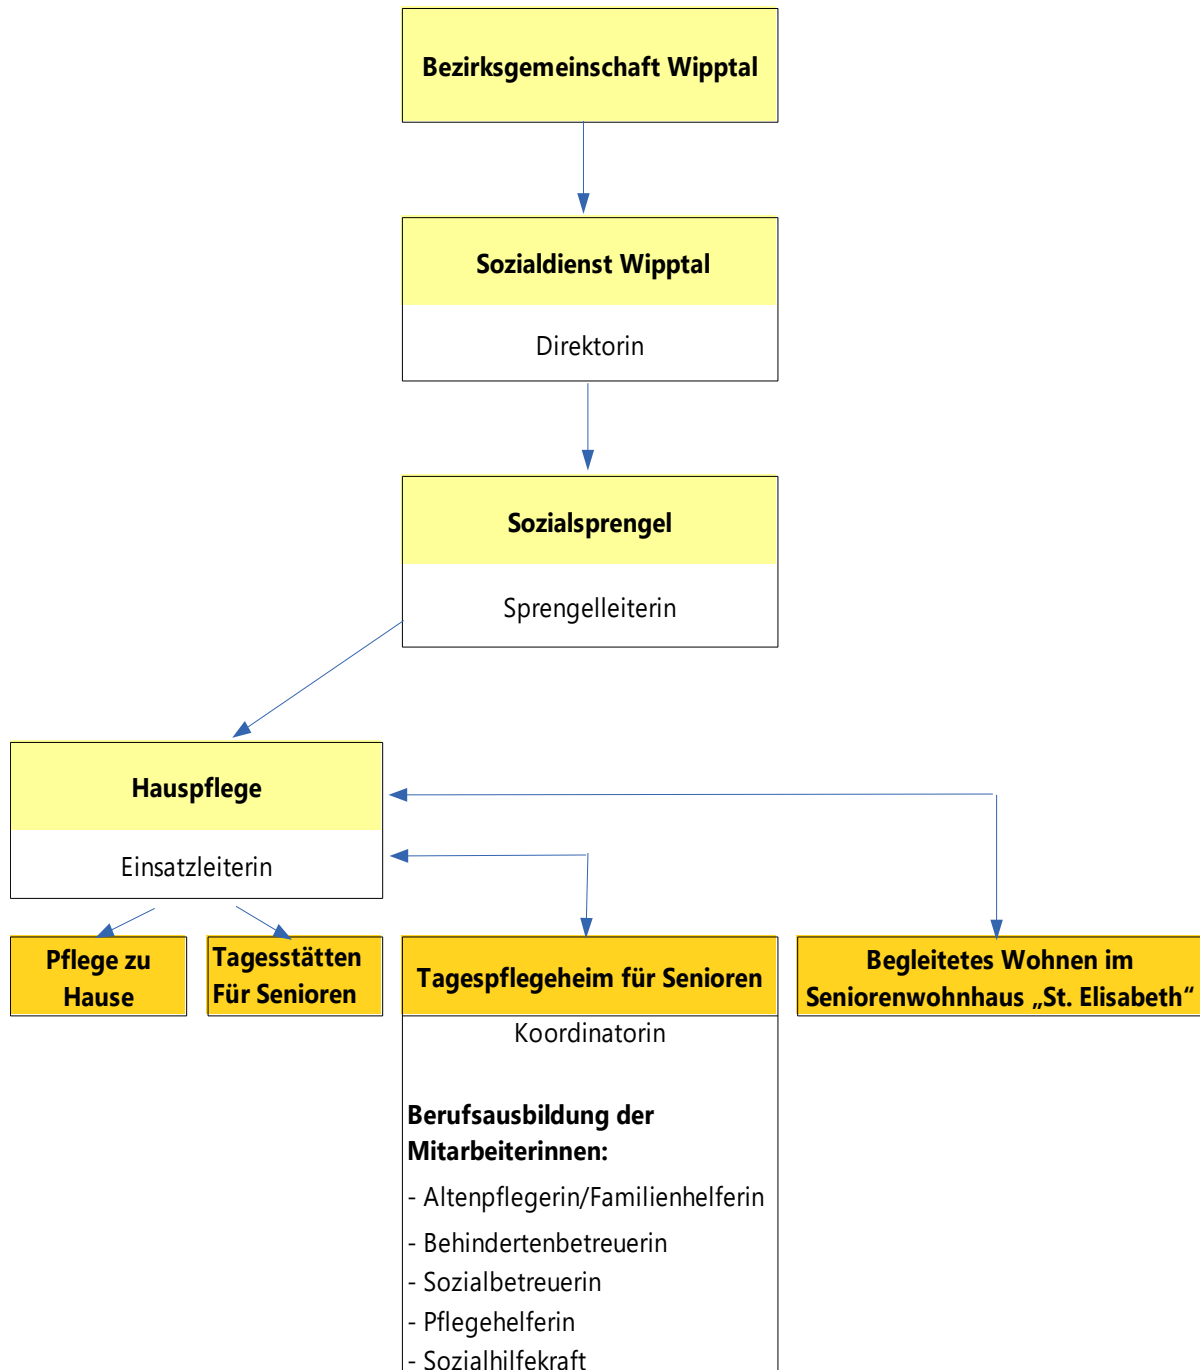 Bezirksgemeinschaft Wipptal
Sozialdienst Wipptal
Direktorin
Sozialsprengel
Sprengelleiterin
Hauspflege
Einsatzleiterin
Pflege zu
Hause
Tagesstätten
Für Senioren
Tagespflegeheim für Senioren
Koordinatorin
Berufsausbildung der
Mitarbeiterinnen:
- Altenpflegerin/Familienhelferin
- Behindertenbetreuerin
- Sozialbetreuerin
- Pflegehelferin
- Sozialhilfekraft
Begleitetes Wohnen im
Seniorenwohnhaus „St. Elisabeth“